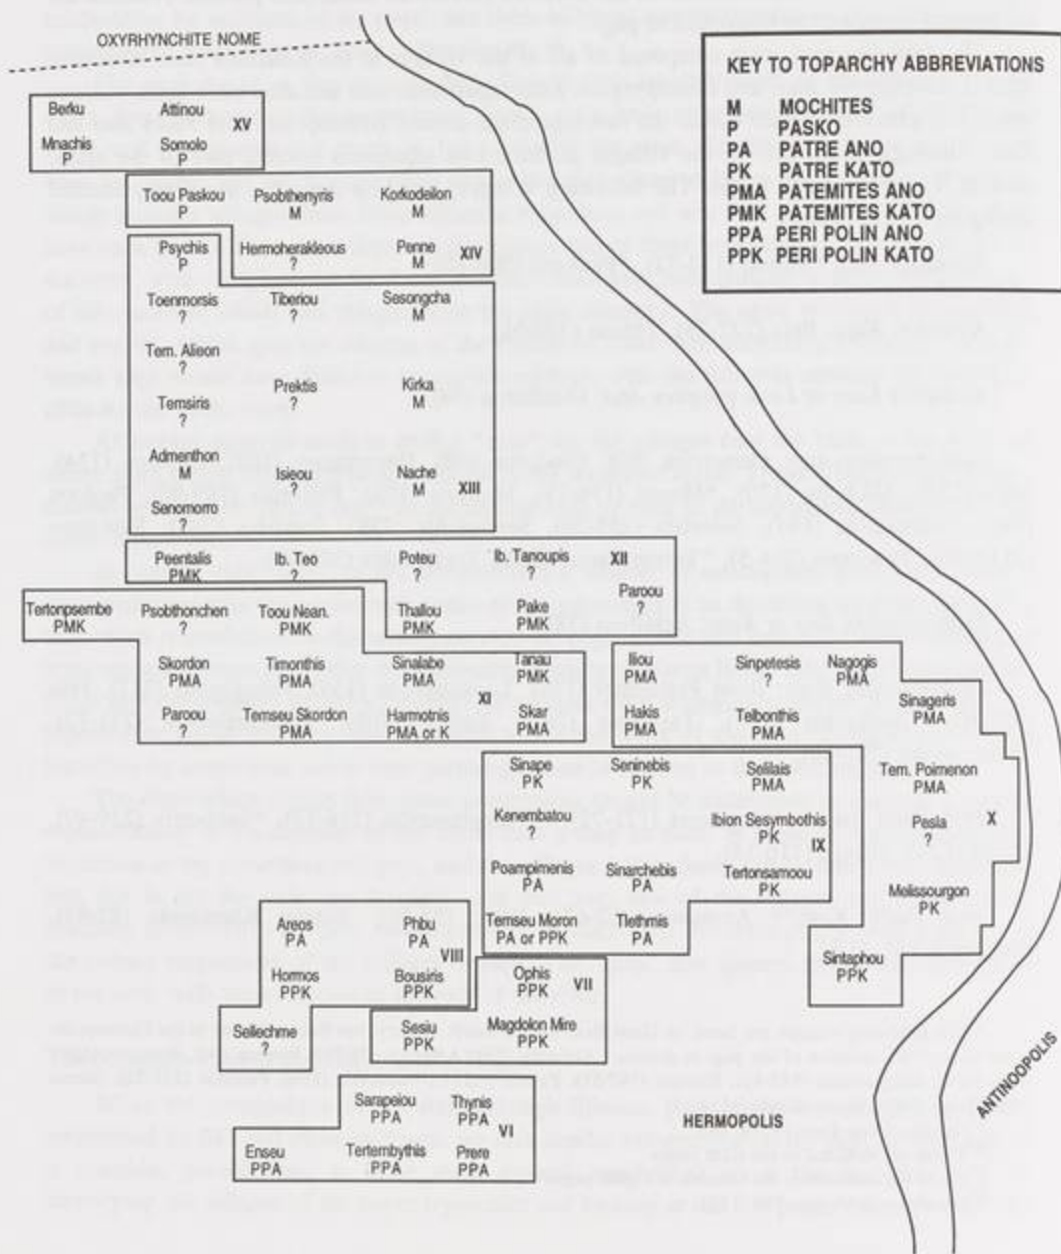 OXYRHYNCHITE NOME
KEY TO TOPARCHY ABBREVIATIONS
M MOCHITES
P PASKO
PA PATRE ANO
PK PATRE KATO
PMA PATEMITES ANO
PMK PATEMITES KATO
PPA PERI POLIN ANO
PPK PERI POLIN KATO
Berku Attinou
XV
Mnachis Somolo
P P
Toou Paskou Psobthenyris Korkodeilon
P M M
Psychis Hermoherakleous Penne
P ? M XIV
Toenmorsis Tiberiou Sesongcha
? ? M
Tem. Alieon
?
Prektis Kirka
? M
Temsiris
?
Admenthon
M
Isieou Nache
? M XIII
Senomorro
?
Peentalis Ib. Teo Poteu Ib. Tanoupis XII
PMK ? ? ?
Paroou
?
Tertonpsembe Psobthonchen Toou Nean. Thallou Pake
PMK ? PMK PMK PMK
Skordon Timonthis Sinalabe Tanau Iliou Sinpetesis Nagogis
PMA PMA PMA PMK PMA ? PMA
XI
Sinageris
PMA
Paroou Temseu Skordon Harmotnis Skar Hakis Telbonthis
? PMA PMA or K PMA PMA PMA
Sinape Seninebis Selilais Tem. Poimenon
PK PK PMA PMA
Kenembatou Ibion Sesymbothis Pesla X
? PK ?
IX
Poampimenis Sinarchebis Tertonsamoou
PA PA PK
Melissourgon
PK
Areos Phbu Temseu Moron Tlethmis
PA PA PA or PPK PA
VIII
Sintaphou
PPK
Hormos Bousiris Ophis VII
PPK PPK PPK
Sellechme Sesiu Magdolon Mire
? PPK PPK
ANTINOOPOLIS
Sarapeiou Thynis
PPA PPA
VI
HERMOPOLIS
Enseu Tertembythis Prere
PPA PPA PPA